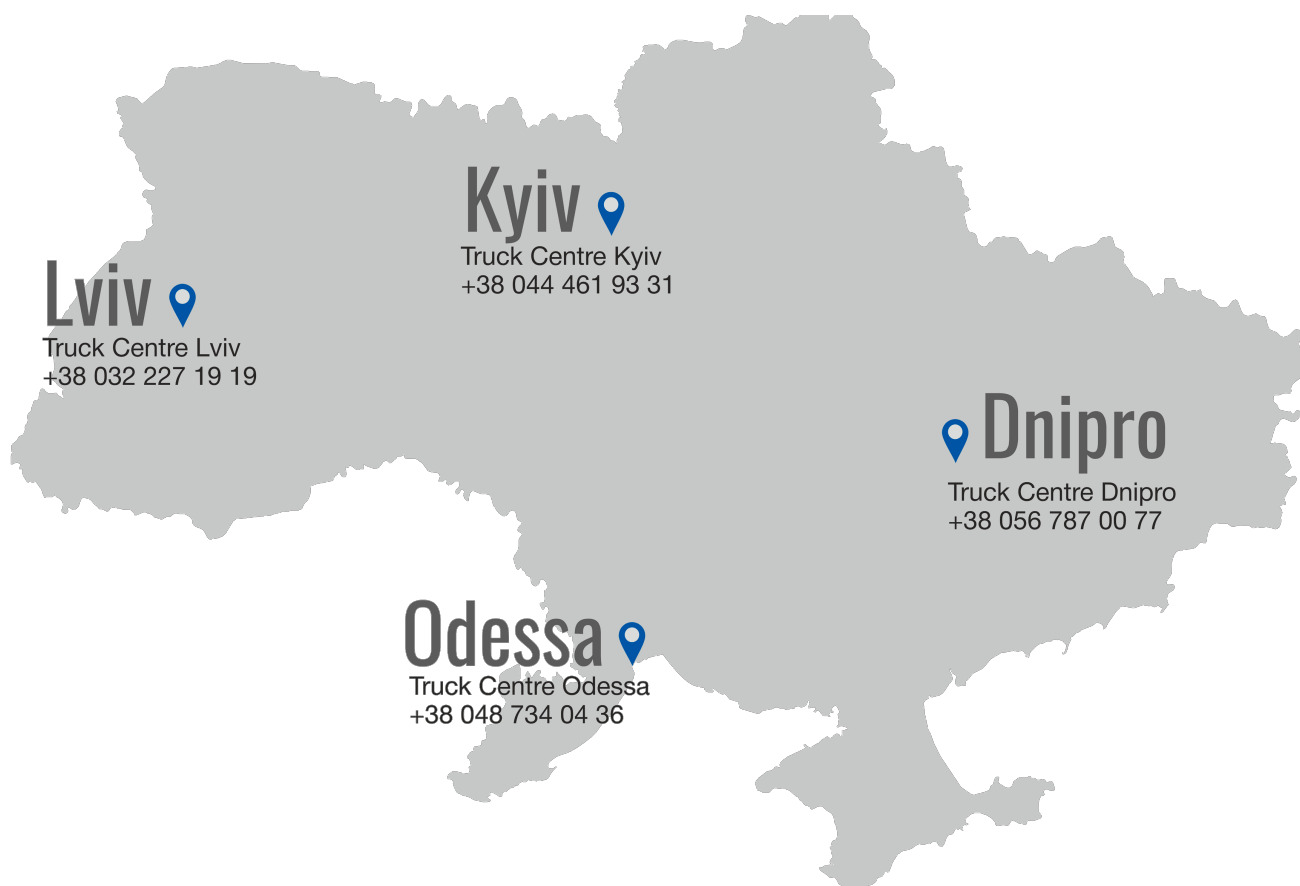 Kyiv
Truck Centre Kyiv
+38 044 461 93 31
Lviv
Truck Centre Lviv
+38 032 227 19 19
Dnipro
Truck Centre Dnipro
+38 056 787 00 77
Odessa
Truck Centre Odessa
+38 048 734 04 36